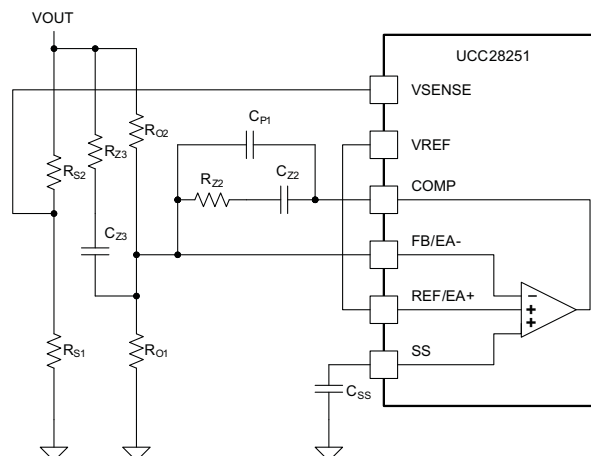 VOUT
UCC28251
VSENSE
CP1
RO2
VREF
RZ3
RS2
RZ2
CZ2
COMP
CZ3
FB/EA-
REF/EA+
−
+
+
RS1
RO1
SS
CSS